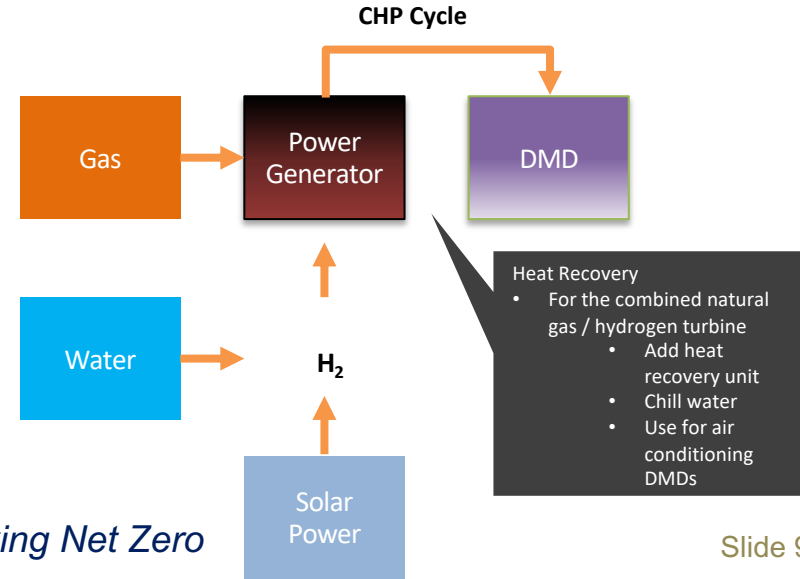 CHP Cycle
Gas
Power
Generator
DMD
Heat Recovery
• For the combined natural
gas / hydrogen turbine
• Add heat
recovery unit
• Chill water
• Use for air
conditioning
DMDs
Water
H₂
Solar
Power
ing Net Zero
Slide 9